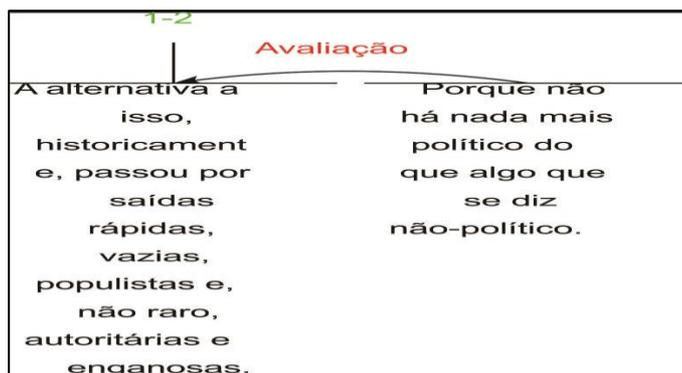 1-2
Avaliação
A alternativa a
isso,
historicament
e, passou por
saídas
rápidas,
vazias,
populistas e,
não raro,
autoritárias e
enganosas.
Porque não
há nada mais
político do
que algo que
se diz
não-político.